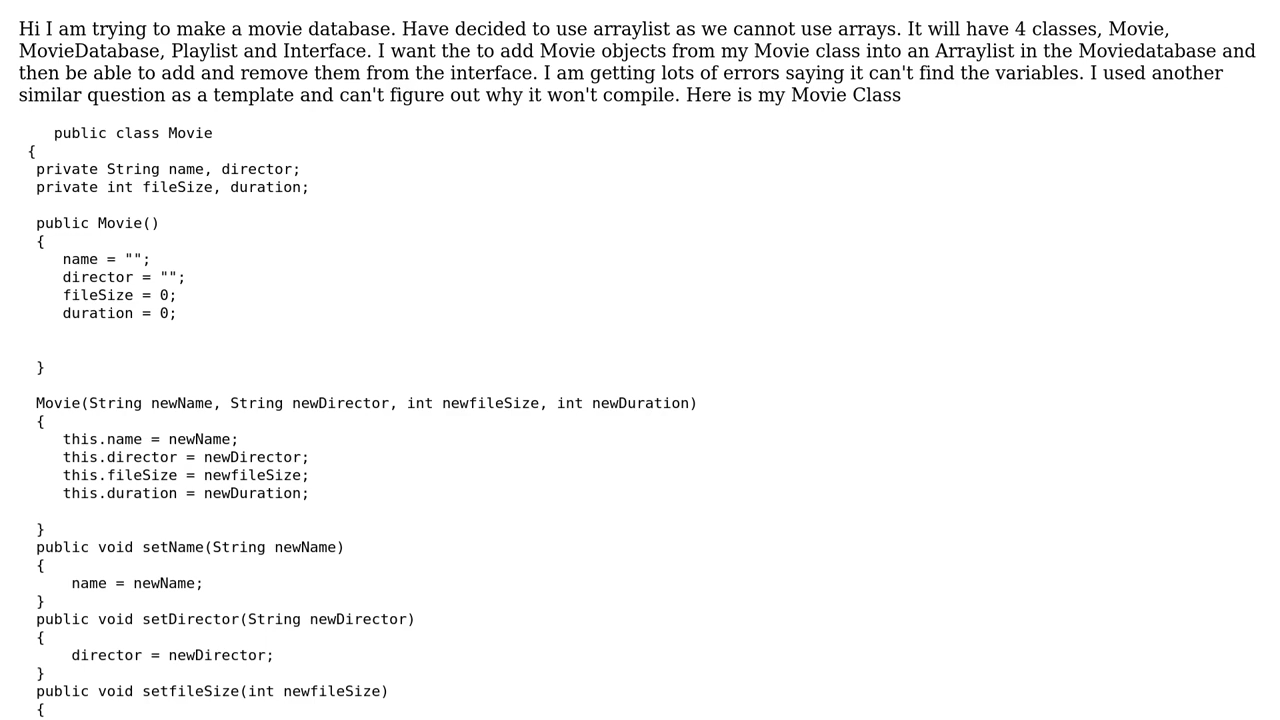 Hi I am trying to make a movie database. Have decided to use arraylist as we cannot use arrays. It will have 4 classes, Movie,
MovieDatabase, Playlist and Interface. I want the to add Movie objects from my Movie class into an Arraylist in the Moviedatabase and
then be able to add and remove them from the interface. I am getting lots of errors saying it can't find the variables. I used another
similar question as a template and can't figure out why it won't compile. Here is my Movie Class
public class Movie
{
private String name, director;
private int fileSize, duration;
public Movie()
{
name = "";
director = "";
fileSize = 0;
duration = 0;
}
Movie(String newName, String newDirector, int newfileSize, int newDuration)
{
this.name = newName;
this.director = newDirector;
this.fileSize = newfileSize;
this.duration = newDuration;
}
public void setName(String newName)
{
name = newName;
}
public void setDirector(String newDirector)
{
director = newDirector;
}
public void setfileSize(int newfileSize)
{